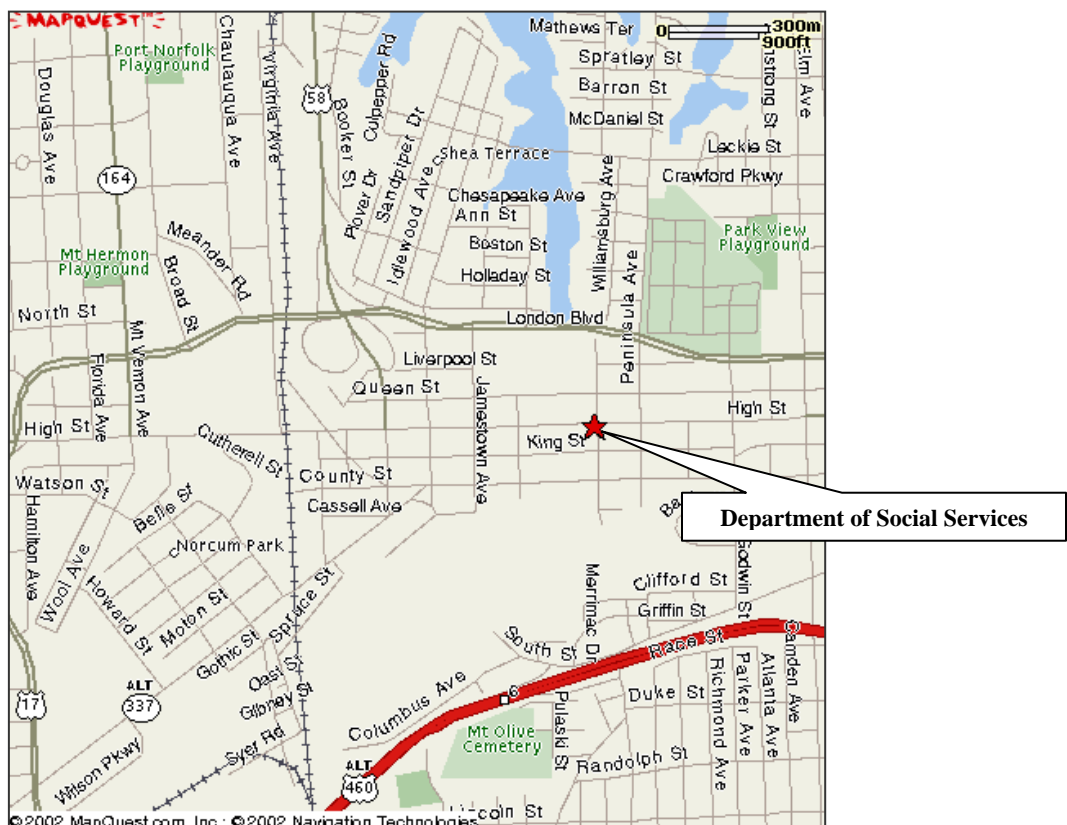 MAPQUEST
Mathews Ter
0
300m
900ft
Port Norfolk
Playground
Chautauqua Ave
Virginia Ave
Culpepper Rd
Spratley St
Elm Ave
Douglas Ave
58
Booker St
Barron St
McDaniel St
Sandpiper Dr
Shea Terrace
Leckie St
164
Plover Dr
Idlewood Ave
Chesapeake Ave
Williamsburg Ave
Crawford Pkwy
Ann St
Meander Rd
Boston St
Park View
Playground
Mt Hermon
Playground
Broad St
Holladay St
Peninsula Ave
North St
London Blvd
Mt Vernon Ave
Florida Ave
Liverpool St
Queen St
Jamestown Ave
High St
High St
Cutherell St
King St
County St
Watson St
Belle St
Cassell Ave
Department of Social Services
Hamilton Ave
Wool Ave
Norcum Park
Godwin St
Howard St
Moton St
Spruce St
Merrimac Dr
Clifford St
Griffin St
Gothic St
South St
Race St
Camden Ave
Oast St
ALT
337
Gibney St
Columbus Ave
6
Duke St
Richmond Ave
Parker Ave
Atlanta Ave
17
Mt Olive
Cemetery
Pulaski St
Syer Rd
Wilson Pkwy
ALT
460
Randolph St
©2002 MapQuest.com, Inc.; ©2002 Navigation Technologies